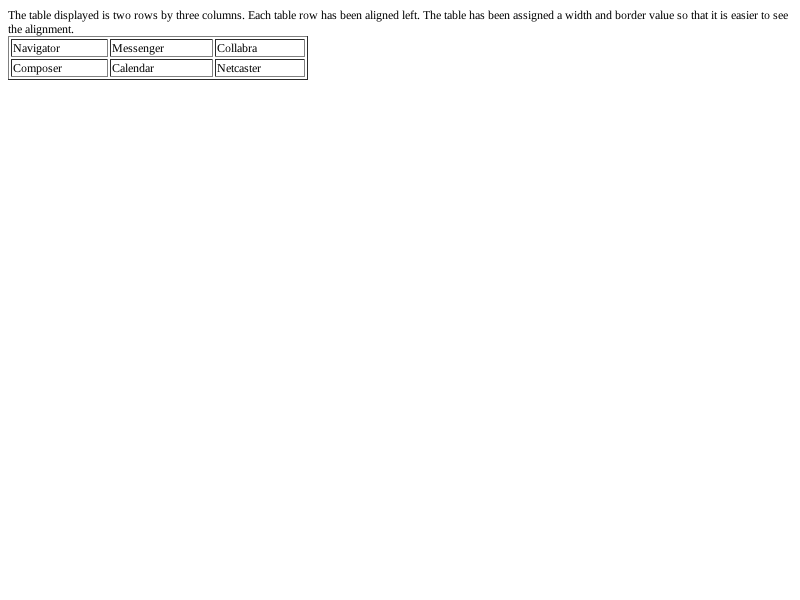 The table displayed is two rows by three columns. Each table row has been aligned left. The table has been assigned a width and border value so that it is easier to see
the alignment.
Navigator Messenger Collabra
Composer Calendar Netcaster